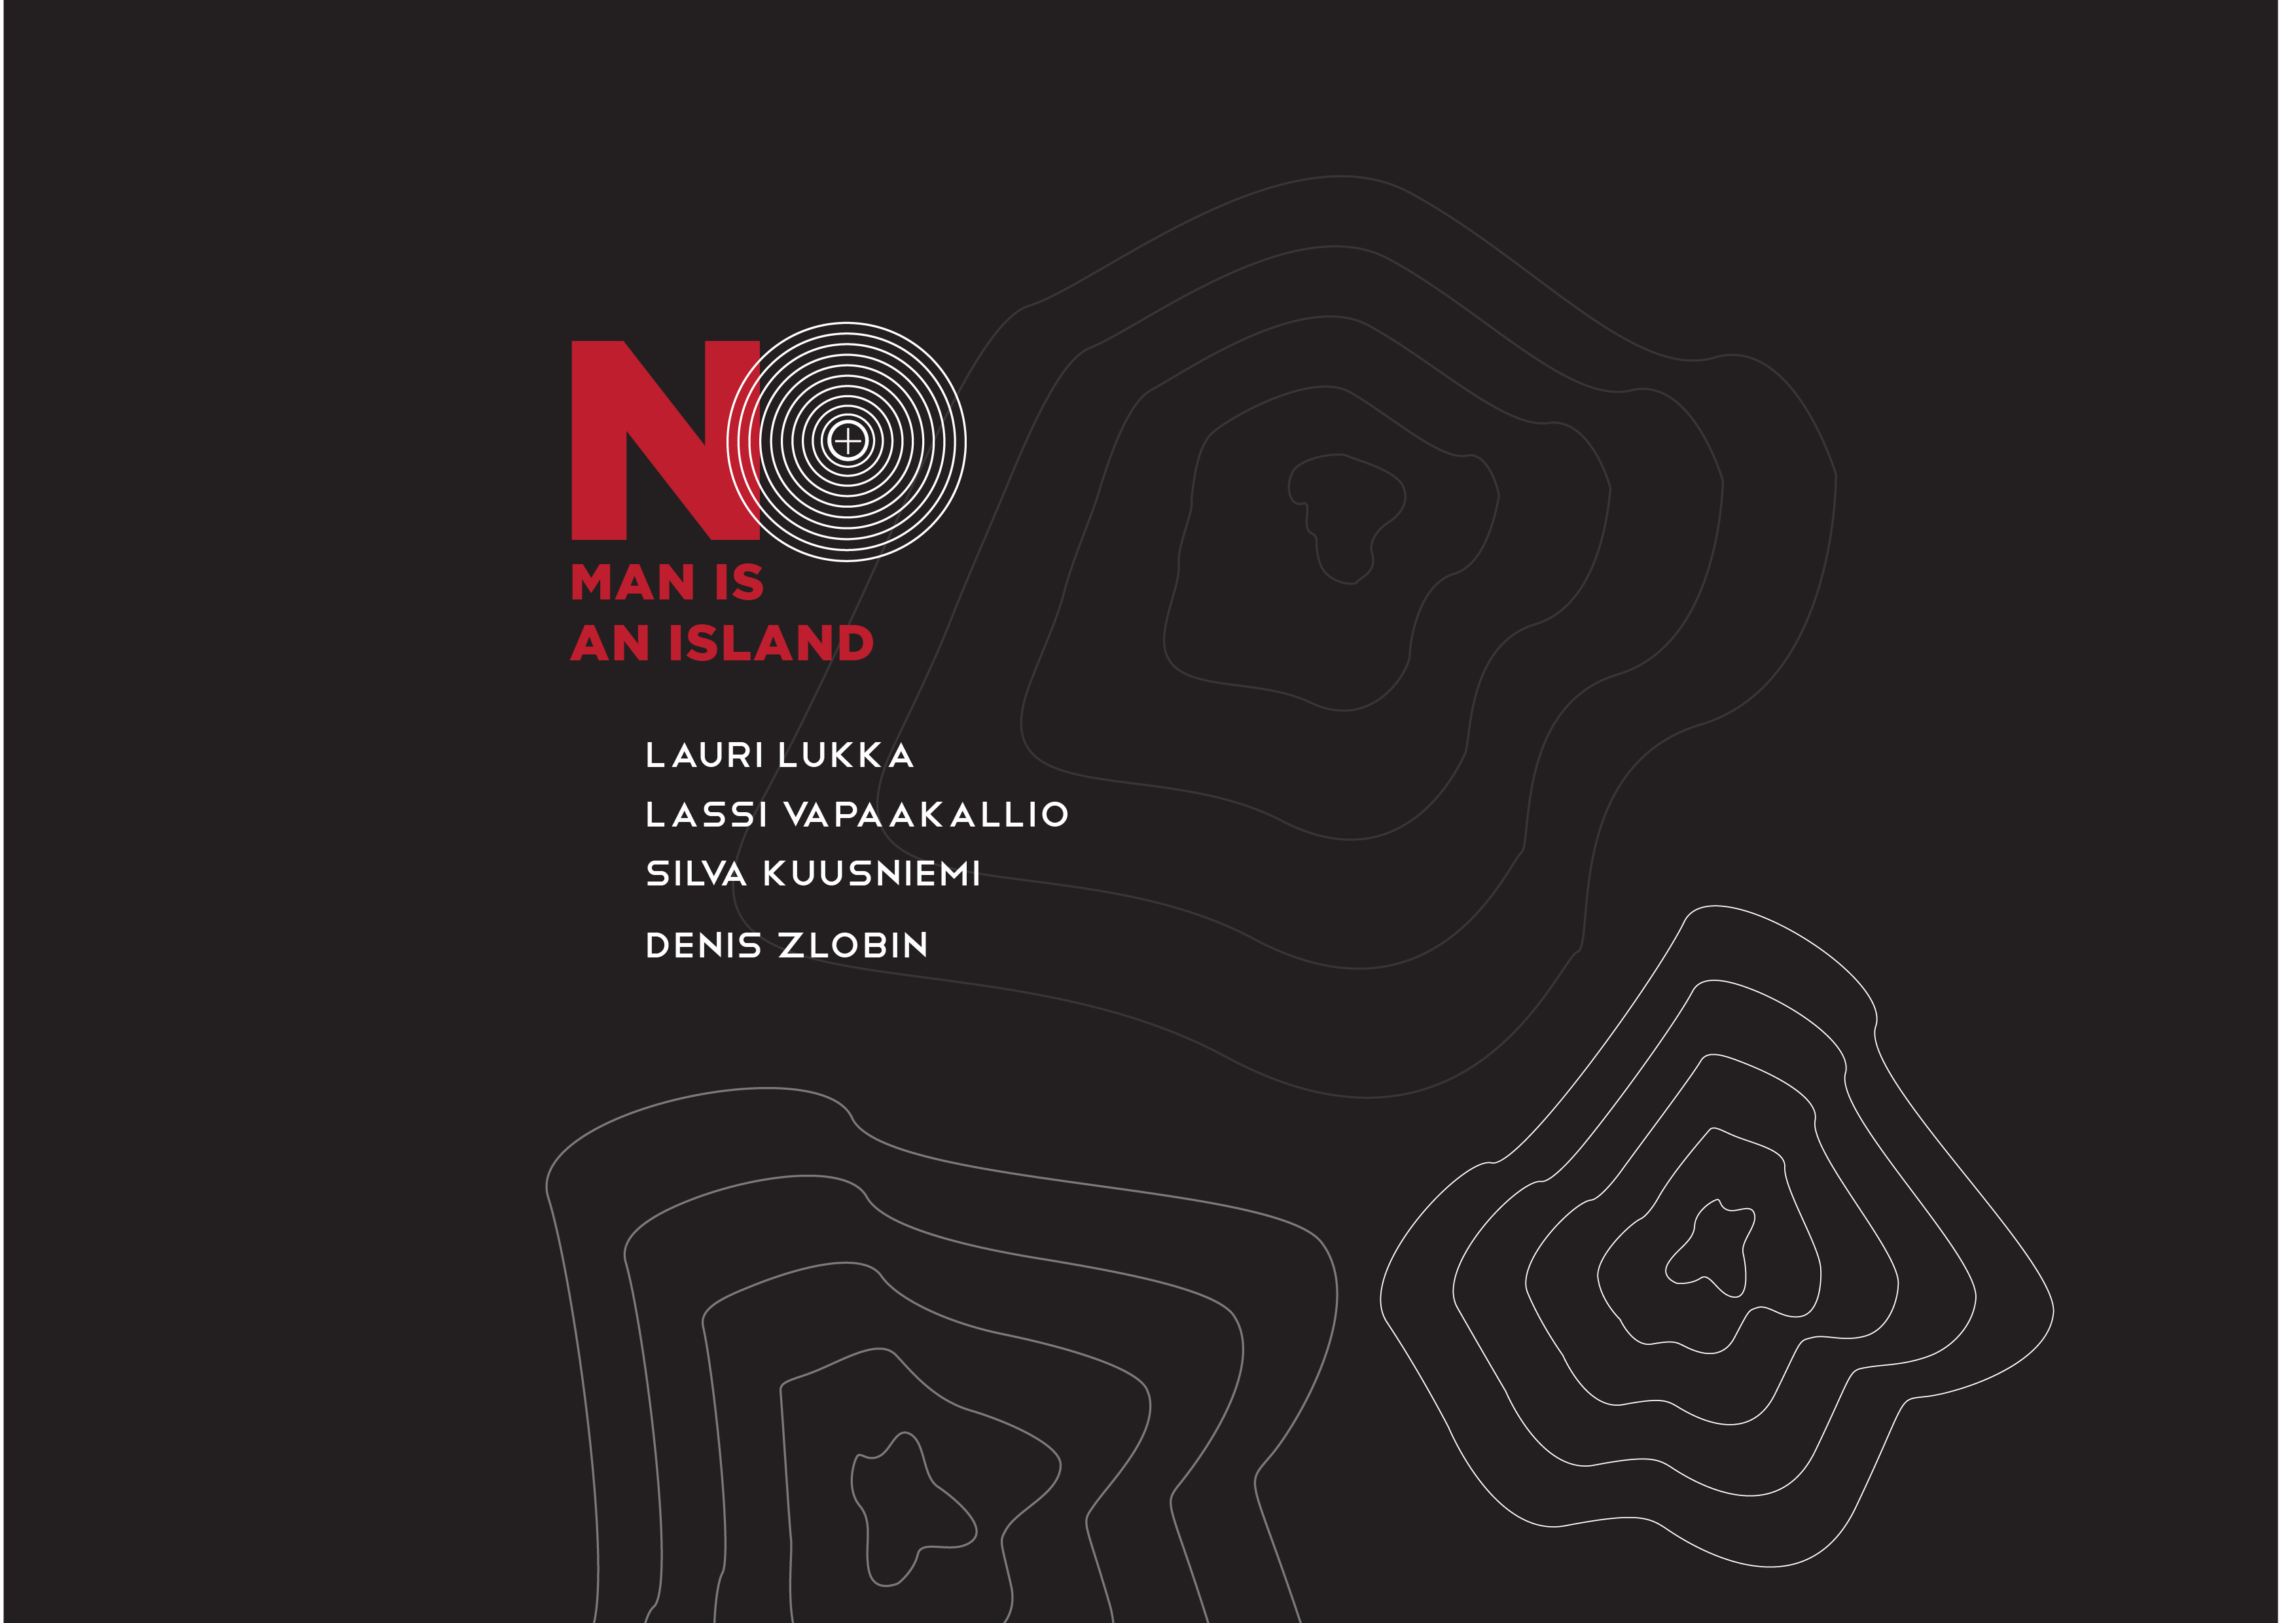 NO
MAN IS
AN ISLAND
LAURI LUKKA
LASSI VAPAAKALLIO
SILVA KUUSNIEMI
DENIS ZLOBIN